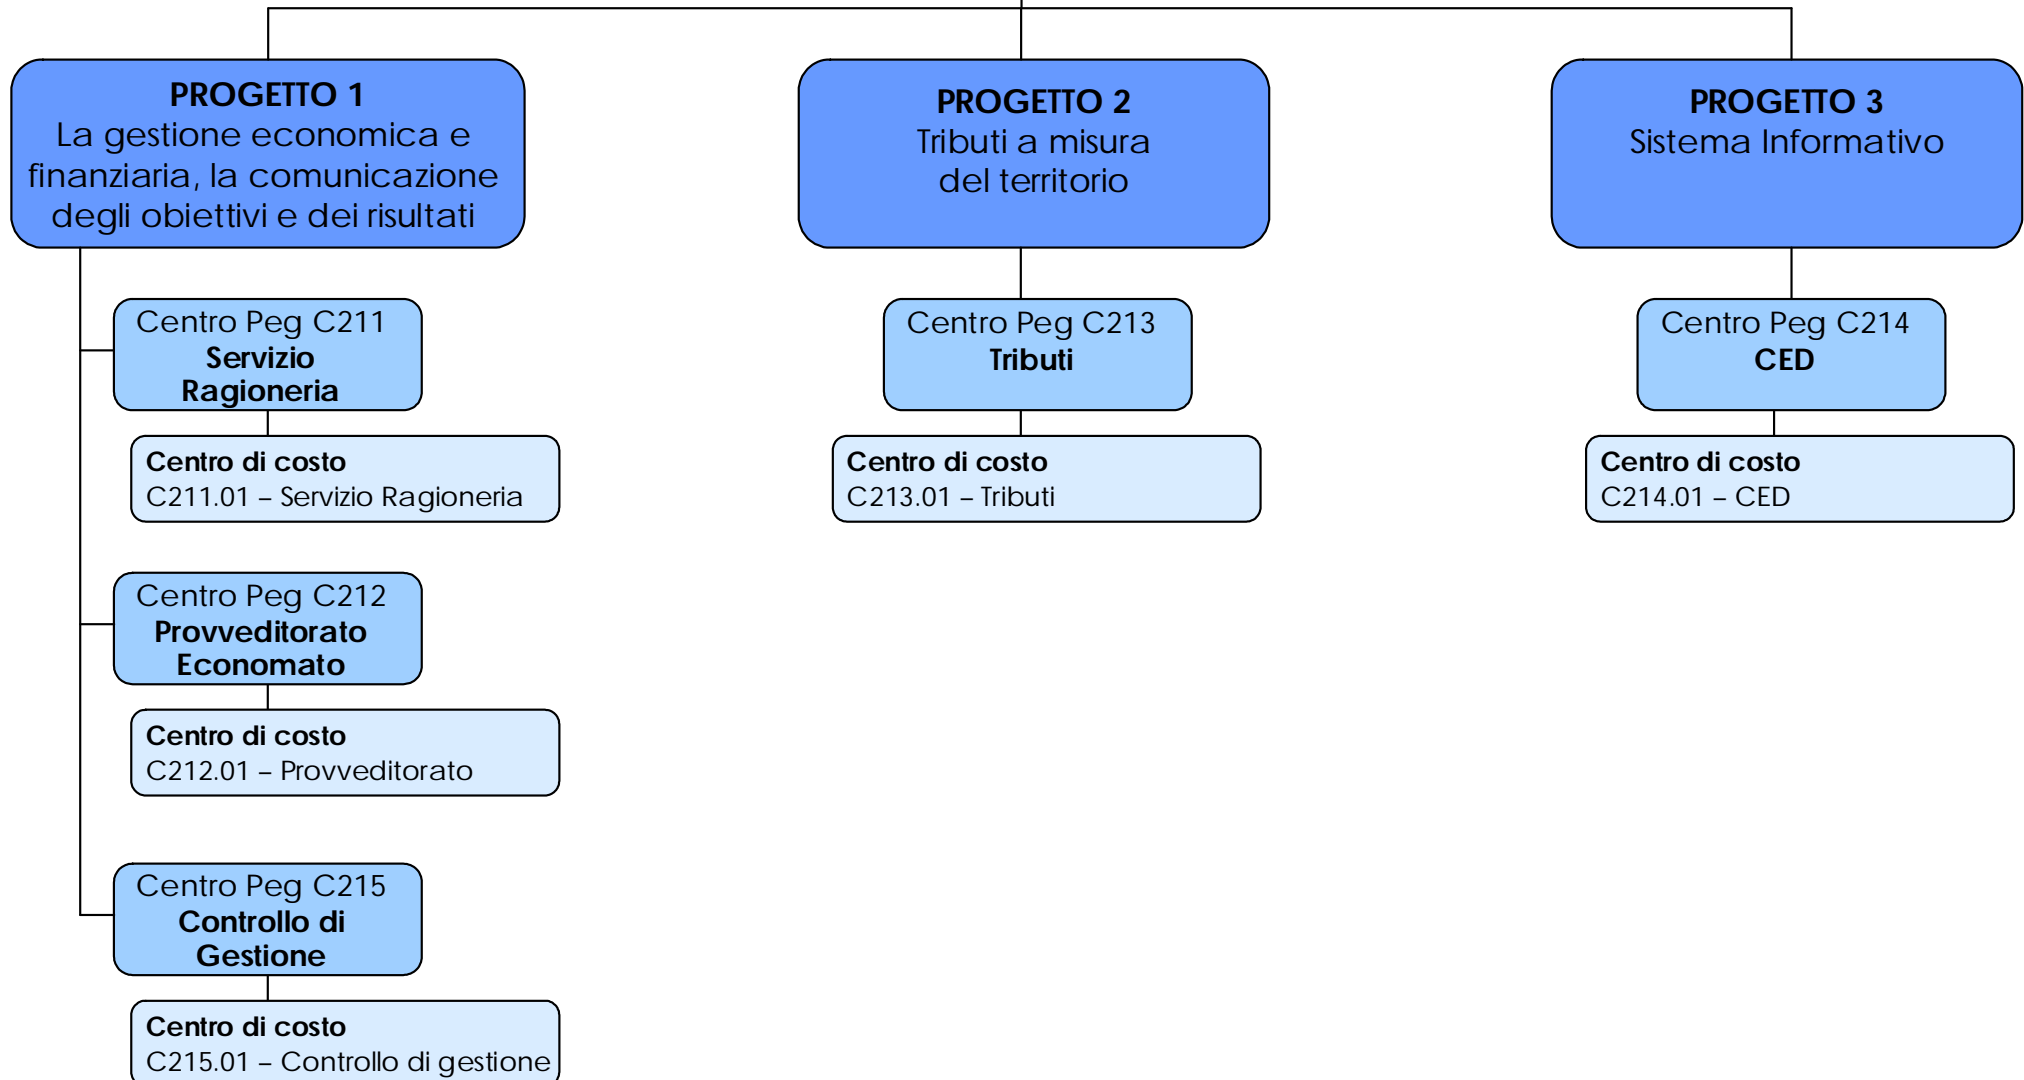 PROGETTO 1
La gestione economica e
finanziaria, la comunicazione
degli obiettivi e dei risultati
Centro Peg C211
Servizio
Ragioneria
Centro di costo
C211.01 – Servizio Ragioneria
Centro Peg C212
Provveditorato
Economato
Centro di costo
C212.01 – Provveditorato
Centro Peg C215
Controllo di
Gestione
Centro di costo
C215.01 – Controllo di gestione
PROGETTO 2
Tributi a misura
del territorio
Centro Peg C213
Tributi
Centro di costo
C213.01 – Tributi
PROGETTO 3
Sistema Informativo
Centro Peg C214
CED
Centro di costo
C214.01 – CED